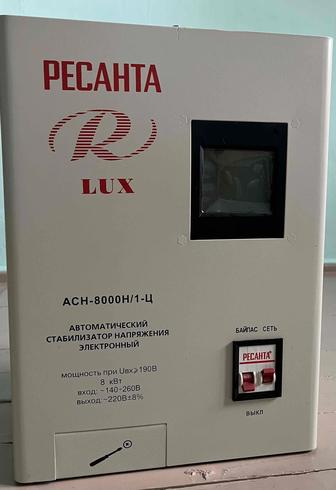 РЕСАНТА
R
LUX
АСН-8000Н/1-Ц
АВТОМАТИЧЕСКИЙ
СТАБИЛИЗАТОР НАПРЯЖЕНИЯ
ЭЛЕКТРОННЫЙ
мощность при Uвх⩾190В
8 кВт
вход: ~140-260В
выход:~220В±8%
БАЙПАС СЕТЬ
РЕСАНТА
ВЫКЛ